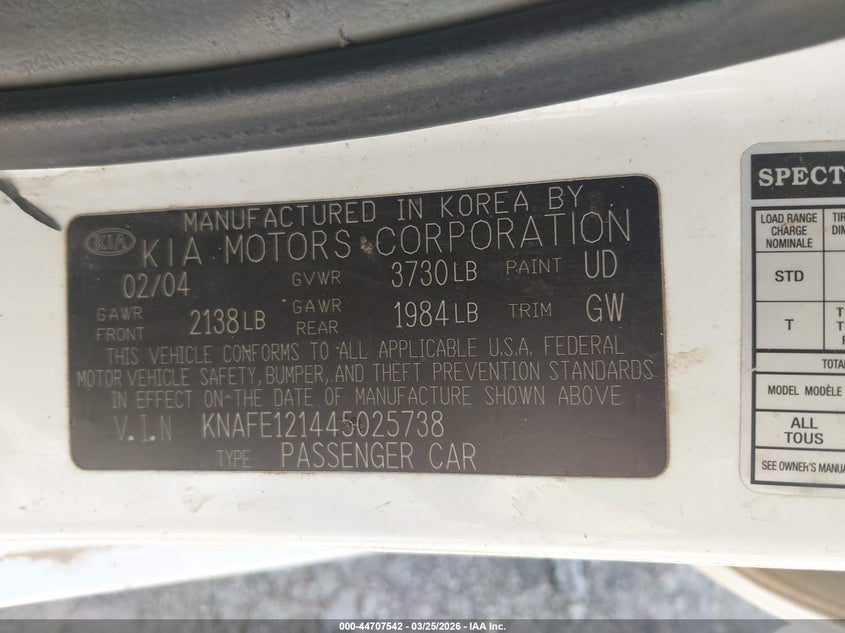 MANUFACTURED IN KOREA BY
KIA KIA MOTORS CORPORATION
02/04 GVWR 3730LB PAINT UD
GAWR FRONT 2138LB GAWR REAR 1984LB TRIM GW
THIS VEHICLE CONFORMS TO ALL APPLICABLE U.S.A. FEDERAL
MOTOR VEHICLE SAFETY, BUMPER, AND THEFT PREVENTION STANDARDS
IN EFFECT ON THE DATE OF MANUFACTURE SHOWN ABOVE
V.I.N KNAFE121445025738
TYPE PASSENGER CAR
SPECT
LOAD RANGE
CHARGE
NOMINALE
STD
T
TOTA
MODEL MODÈLE
ALL
TOUS
SEE OWNER'S MANUA
000-44707542 - 03/25/2026 - IAA Inc.